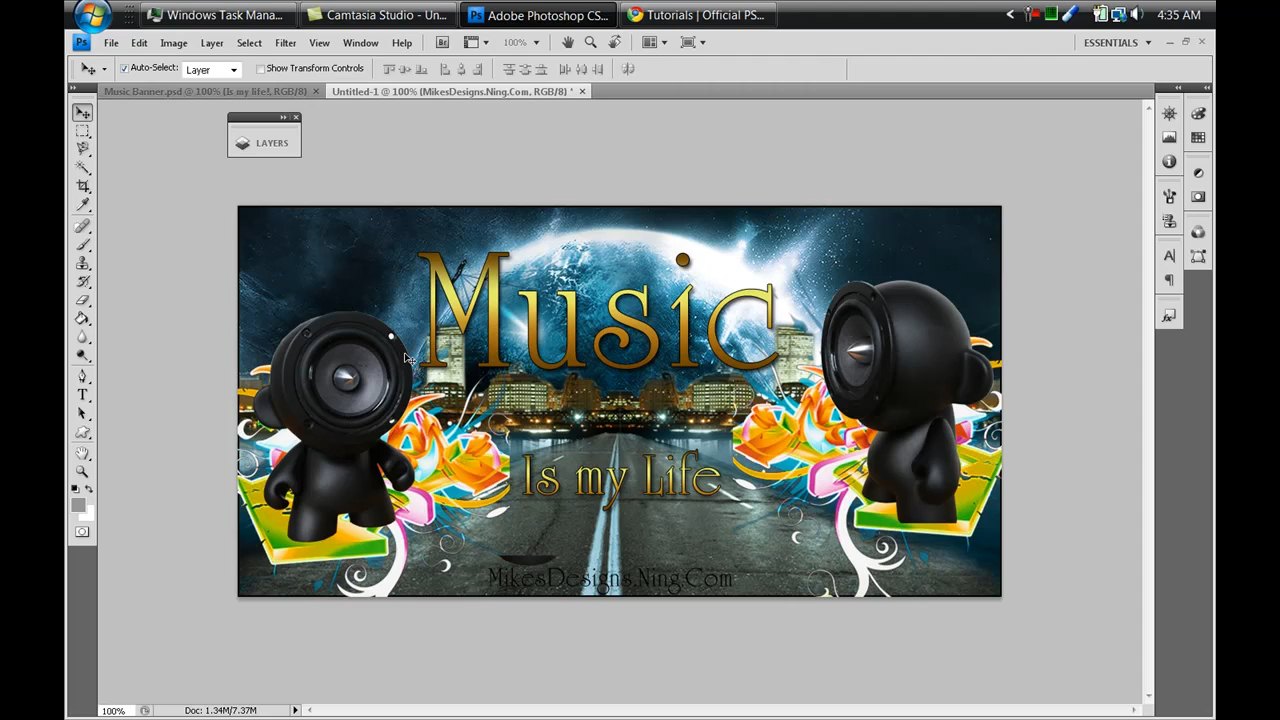 Windows Task Mana...
Camtasia Studio - Un...
Ps Adobe Photoshop CS...
Tutorials | Official PS...
4:35 AM
Ps File Edit Image Layer Select Filter View Window Help Br 100% ESSENTIALS
Auto-Select: Layer Show Transform Controls
Music Banner.psd @ 100% (Is my life!, RGB/8)
Untitled-1 @ 100% (MikesDesigns.Ning.Com, RGB/8) *
LAYERS
Music
Is my Life
MikesDesigns.Ning.Com
100% Doc: 1.34M/7.37M